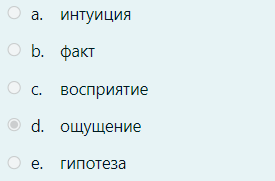 a. интуиция
b. факт
c. восприятие
d. ощущение
e. гипотеза